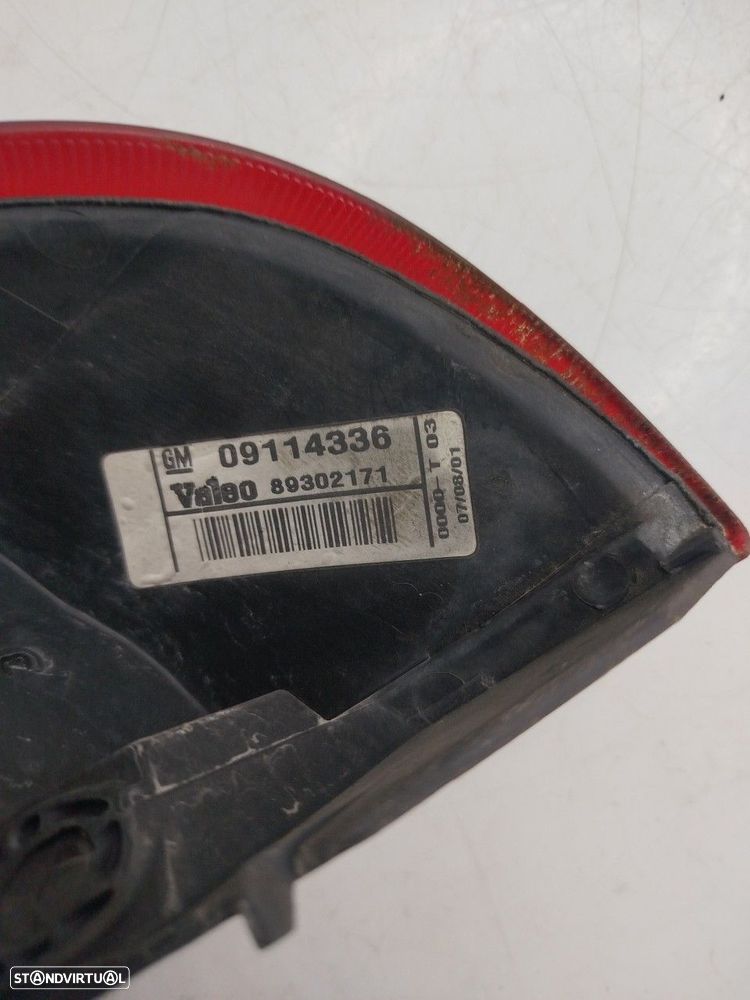 GM 09114336
Valeo 89302171
0000-T 03
07/08/01
STANDVIRTUAL